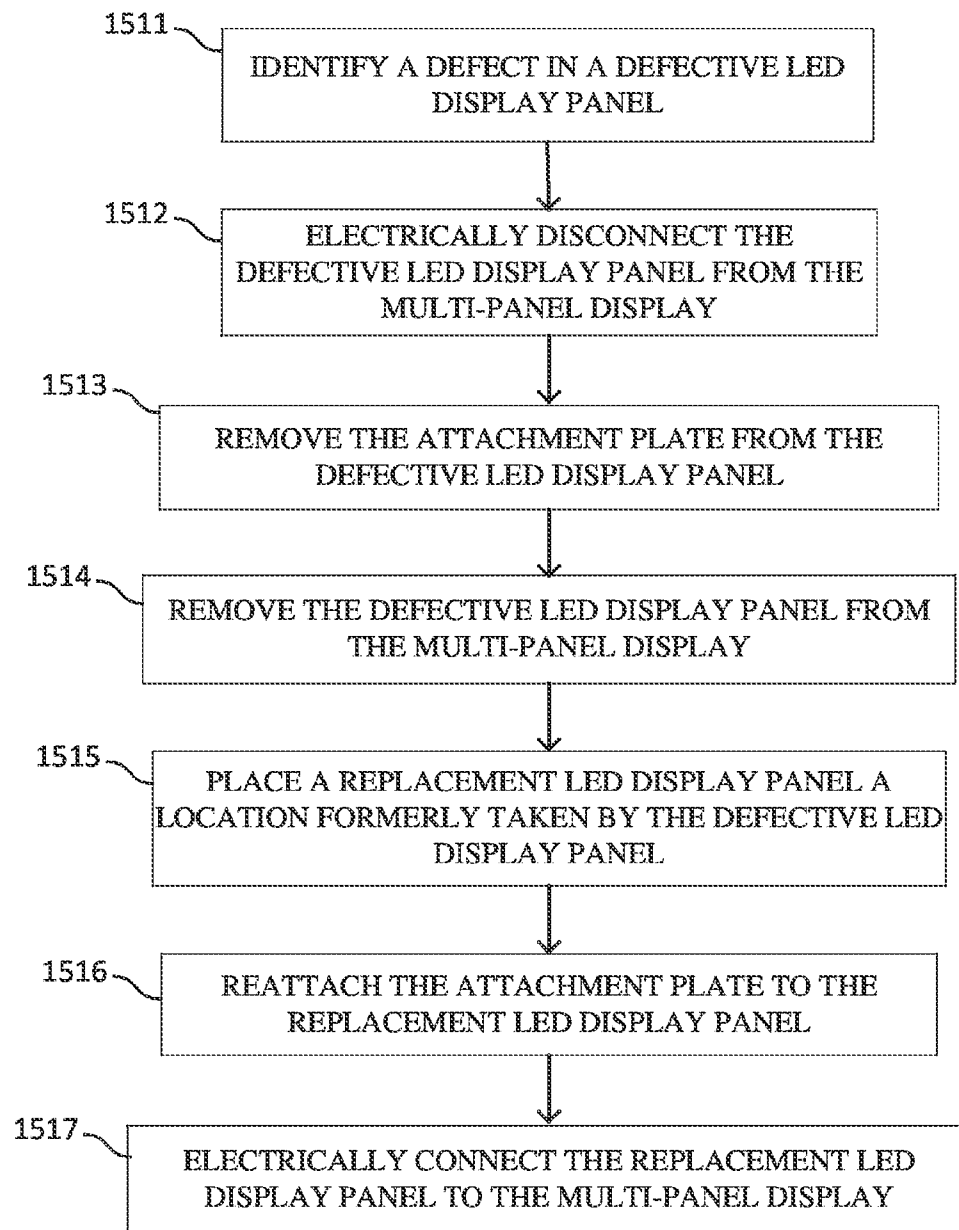 1511
IDENTIFY A DEFECT IN A DEFECTIVE LED
DISPLAY PANEL
1512
ELECTRICALLY DISCONNECT THE
DEFECTIVE LED DISPLAY PANEL FROM THE
MULTI-PANEL DISPLAY
1513
REMOVE THE ATTACHMENT PLATE FROM THE
DEFECTIVE LED DISPLAY PANEL
1514
REMOVE THE DEFECTIVE LED DISPLAY PANEL FROM
THE MULTI-PANEL DISPLAY
1515
PLACE A REPLACEMENT LED DISPLAY PANEL A
LOCATION FORMERLY TAKEN BY THE DEFECTIVE LED
DISPLAY PANEL
1516
REATTACH THE ATTACHMENT PLATE TO THE
REPLACEMENT LED DISPLAY PANEL
1517
ELECTRICALLY CONNECT THE REPLACEMENT LED
DISPLAY PANEL TO THE MULTI-PANEL DISPLAY